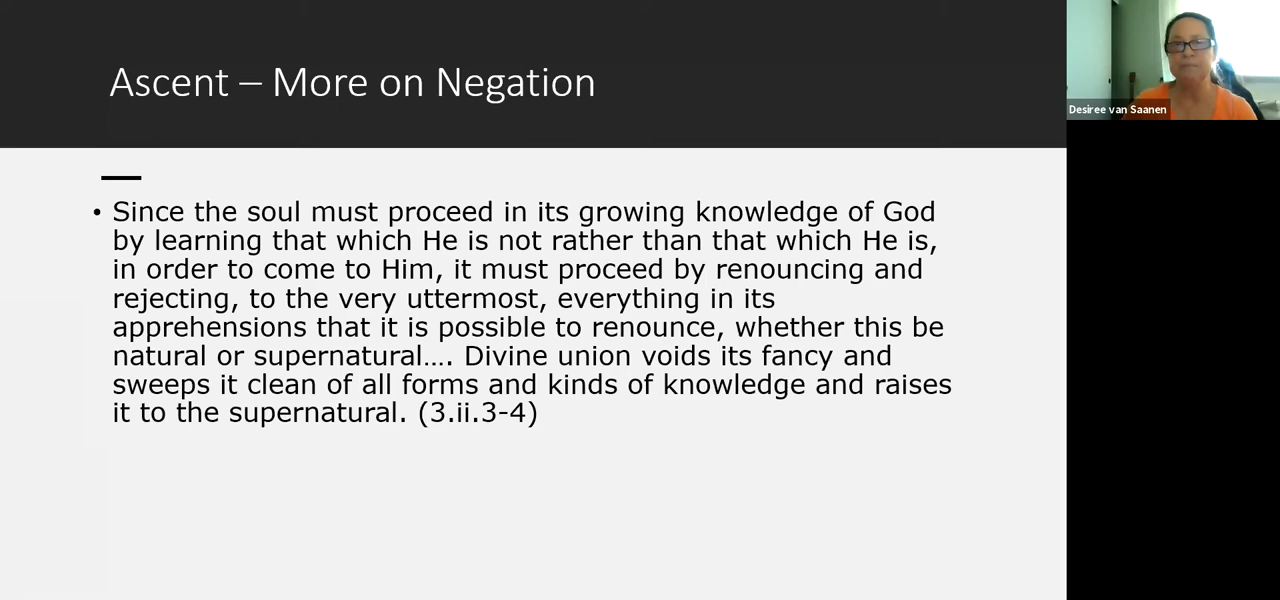 Ascent – More on Negation
• Since the soul must proceed in its growing knowledge of God
by learning that which He is not rather than that which He is,
in order to come to Him, it must proceed by renouncing and
rejecting, to the very uttermost, everything in its
apprehensions that it is possible to renounce, whether this be
natural or supernatural…. Divine union voids its fancy and
sweeps it clean of all forms and kinds of knowledge and raises
it to the supernatural. (3.ii.3-4)
Desiree van Saanen